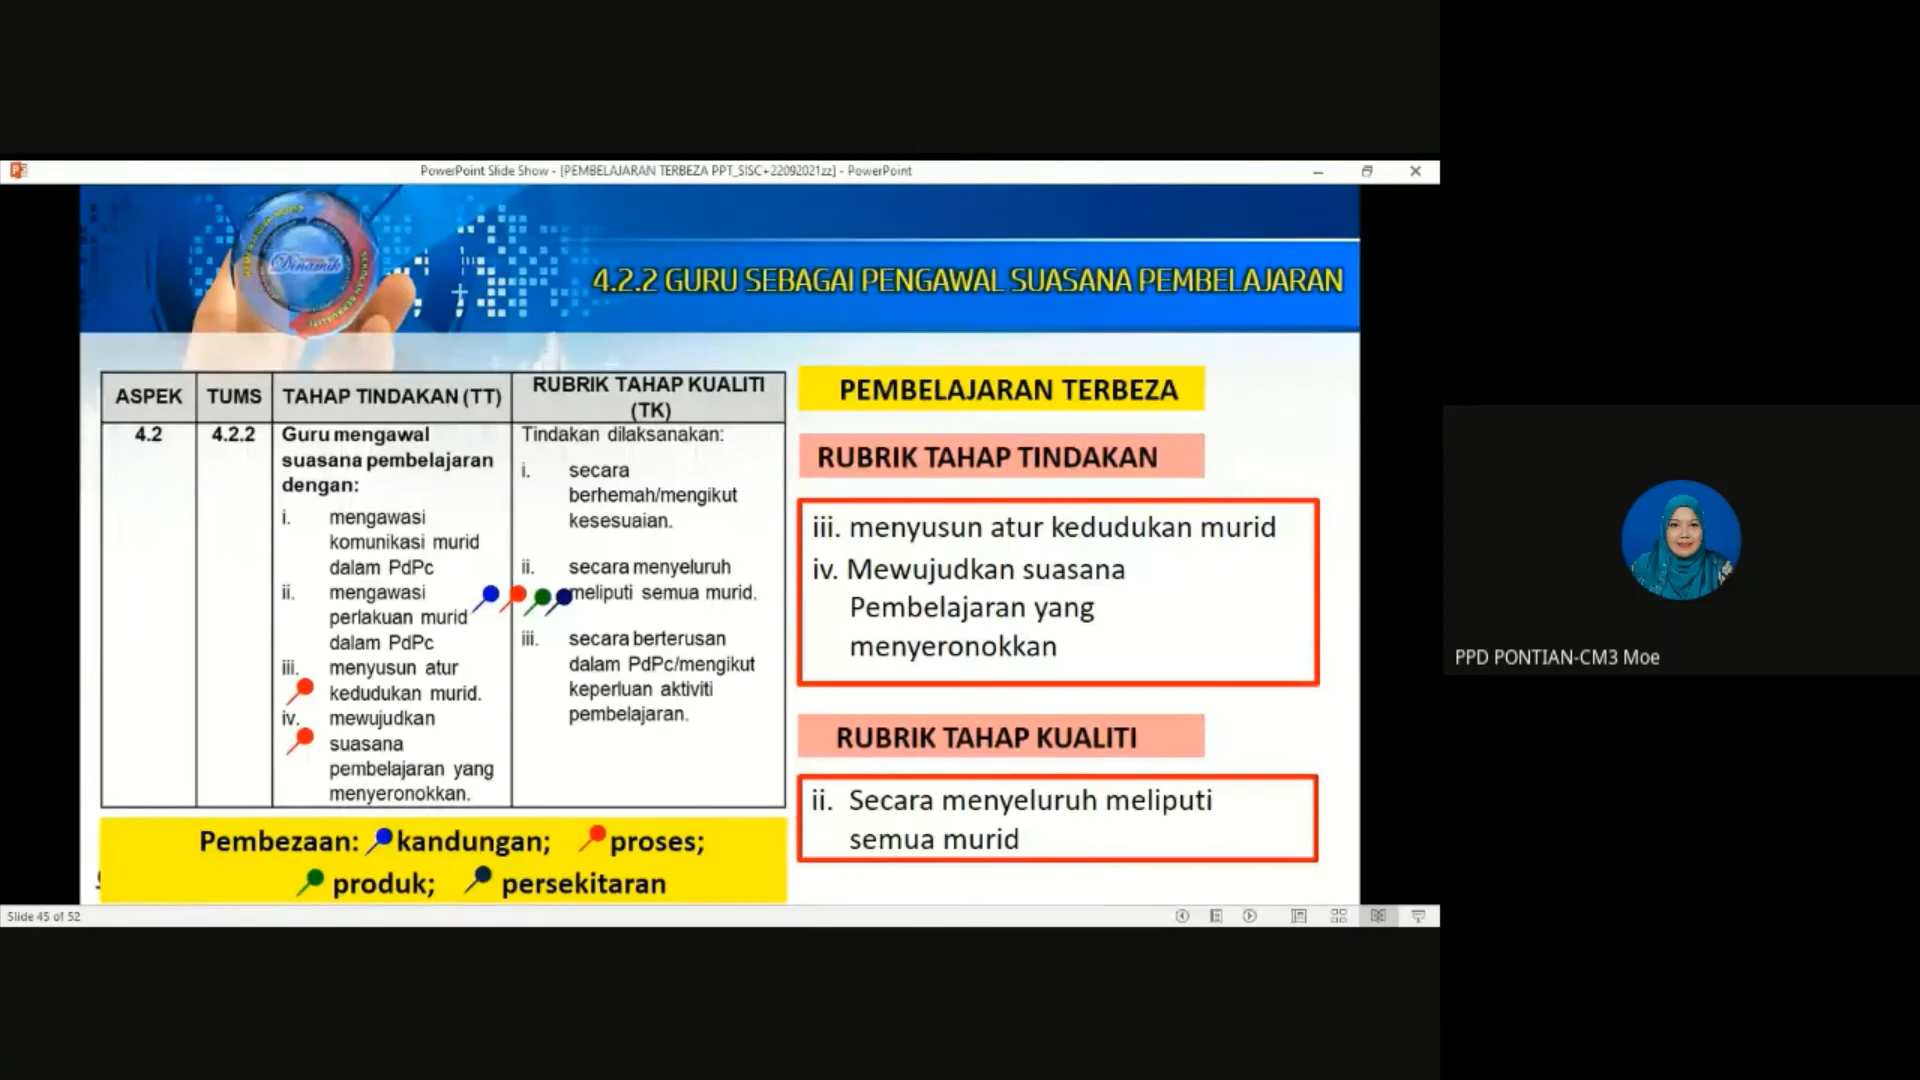 PowerPoint Slide Show - [PEMBELAJARAN TERBEZA PPT_SISC+22092021zz] - PowerPoint
Dinamik
4.2.2 GURU SEBAGAI PENGAWAL SUASANA PEMBELAJARAN
ASPEK
TUMS
TAHAP TINDAKAN (TT)
RUBRIK TAHAP KUALITI
(TK)
4.2
4.2.2
Guru mengawal
suasana pembelajaran
dengan:
i. mengawasi
komunikasi murid
dalam PdPc
ii. mengawasi
perlakuan murid
dalam PdPc
iii. menyusun atur
kedudukan murid.
iv. mewujudkan
suasana
pembelajaran yang
menyeronokkan.
Tindakan dilaksanakan:
i. secara
berhemah/mengikut
kesesuaian.
ii. secara menyeluruh
meliputi semua murid.
iii. secara berterusan
dalam PdPc/mengikut
keperluan aktiviti
pembelajaran.
Pembezaan: kandungan; proses;
produk; persekitaran
PEMBELAJARAN TERBEZA
RUBRIK TAHAP TINDAKAN
iii. menyusun atur kedudukan murid
iv. Mewujudkan suasana
Pembelajaran yang
menyeronokkan
RUBRIK TAHAP KUALITI
ii. Secara menyeluruh meliputi
semua murid
Slide 45 of 52
PPD PONTIAN-CM3 Moe